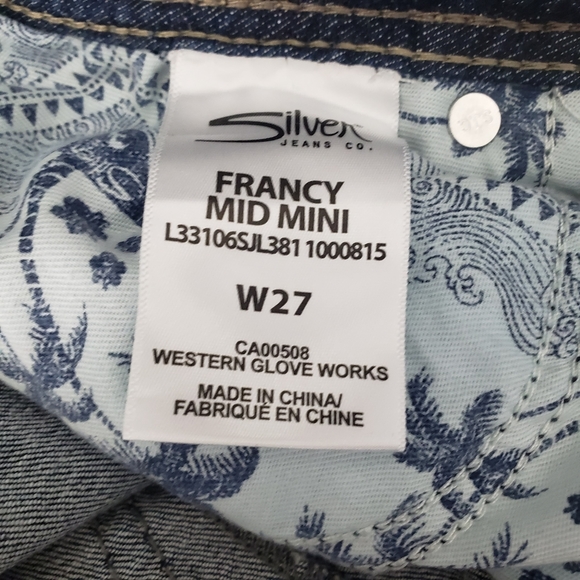 Silver
JEANS CO.
FRANCY
MID MINI
L33106SJL381 1000815
W27
CA00508
WESTERN GLOVE WORKS
MADE IN CHINA/
FABRIQUÉ EN CHINE